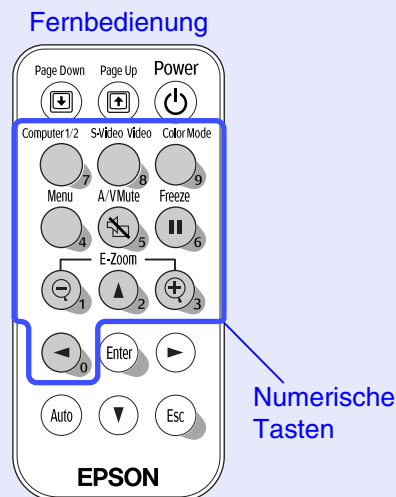 Fernbedienung
Page Down Page Up Power
Computer1/2 S-Video Video Color Mode
7 8 9
Menu A/V Mute Freeze
4 5 6
E-Zoom
1 2 3
0 Enter
Numerische
Tasten
Auto Esc
EPSON